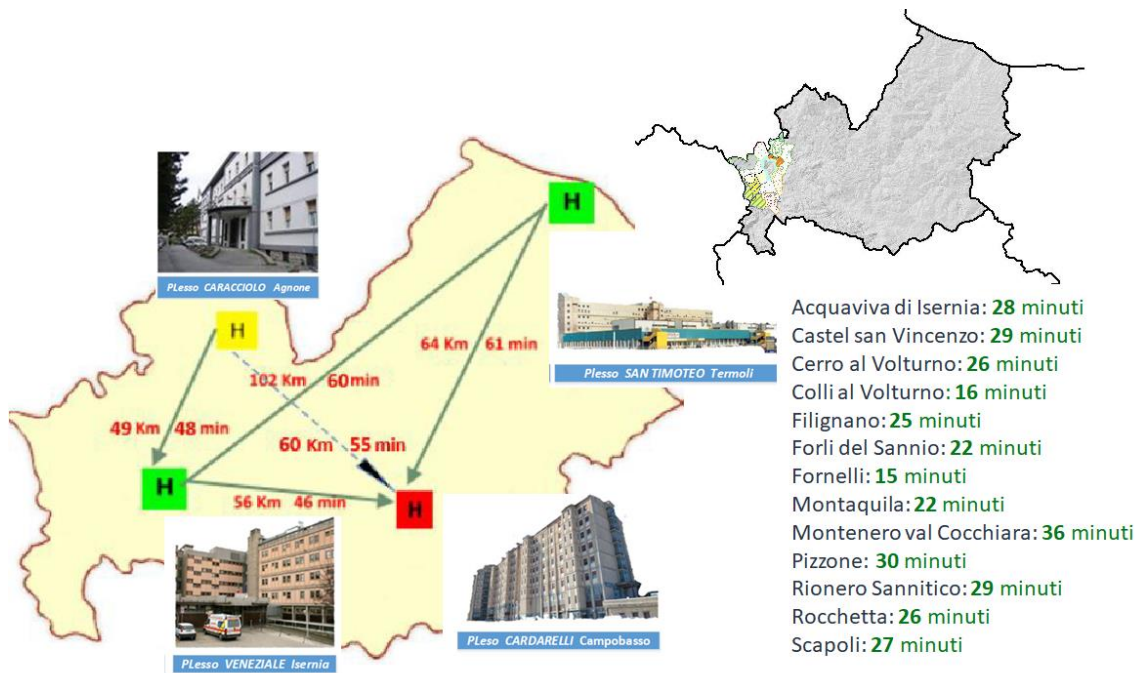 H
PLesso CARACCIOLO Agnone
H
64 Km 61 min
Plesso SAN TIMOTEO Termoli
102 Km 60min
49 Km 48 min
60 Km 55 min
H
56 Km 46 min
H
PLesso VENEZIALE Isernia
PLeso CARDARELLI Campobasso
Acquaviva di Isernia: 28 minuti
Castel san Vincenzo: 29 minuti
Cerro al Volturno: 26 minuti
Colli al Volturno: 16 minuti
Filignano: 25 minuti
Forli del Sannio: 22 minuti
Fornelli: 15 minuti
Montaquila: 22 minuti
Montenero val Cocchiara: 36 minuti
Pizzone: 30 minuti
Rionero Sannitico: 29 minuti
Rocchetta: 26 minuti
Scapoli: 27 minuti